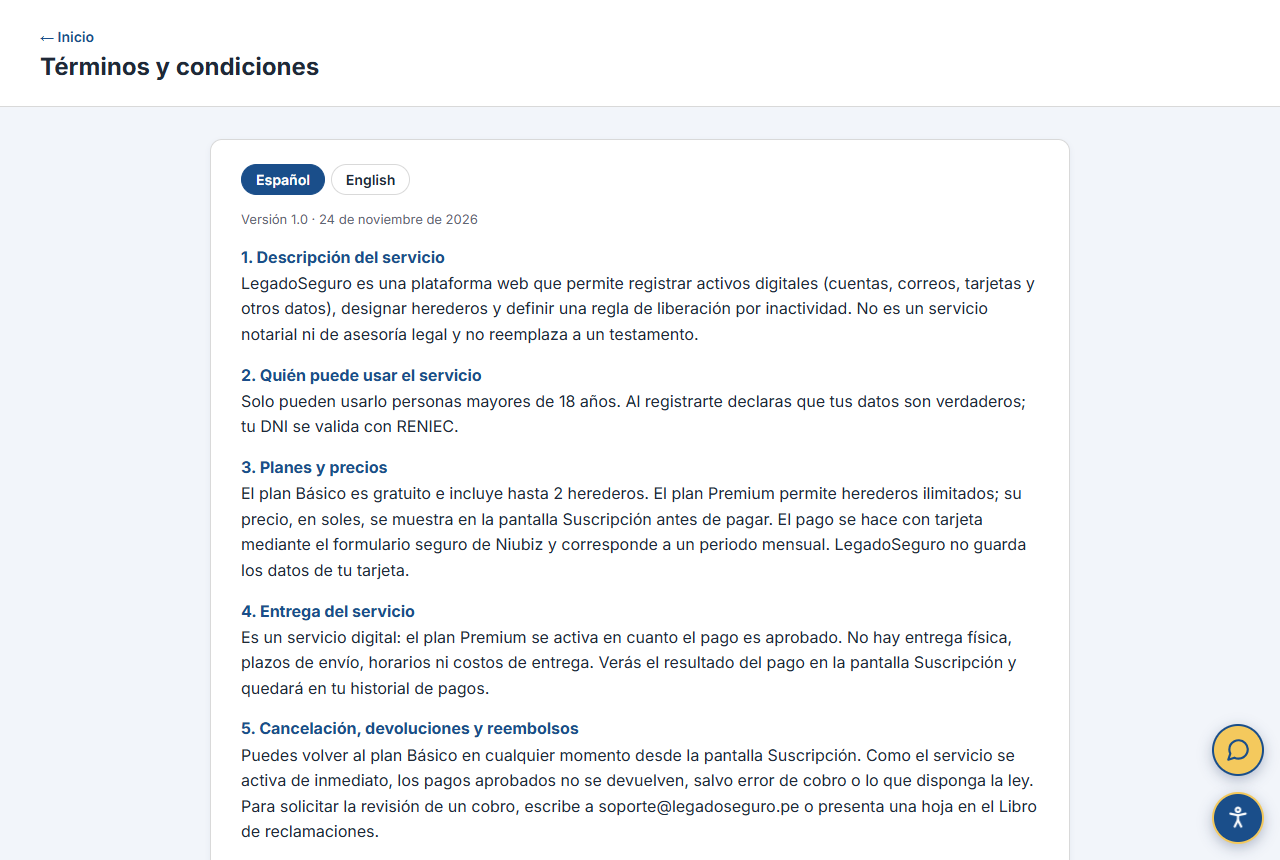 ← Inicio
Términos y condiciones
Español
English
Versión 1.0 · 24 de noviembre de 2026
1. Descripción del servicio
LegadoSeguro es una plataforma web que permite registrar activos digitales (cuentas, correos, tarjetas y
otros datos), designar herederos y definir una regla de liberación por inactividad. No es un servicio
notarial ni de asesoría legal y no reemplaza a un testamento.
2. Quién puede usar el servicio
Solo pueden usarlo personas mayores de 18 años. Al registrarte declaras que tus datos son verdaderos;
tu DNI se valida con RENIEC.
3. Planes y precios
El plan Básico es gratuito e incluye hasta 2 herederos. El plan Premium permite herederos ilimitados; su
precio, en soles, se muestra en la pantalla Suscripción antes de pagar. El pago se hace con tarjeta
mediante el formulario seguro de Niubiz y corresponde a un periodo mensual. LegadoSeguro no guarda
los datos de tu tarjeta.
4. Entrega del servicio
Es un servicio digital: el plan Premium se activa en cuanto el pago es aprobado. No hay entrega física,
plazos de envío, horarios ni costos de entrega. Verás el resultado del pago en la pantalla Suscripción y
quedará en tu historial de pagos.
5. Cancelación, devoluciones y reembolsos
Puedes volver al plan Básico en cualquier momento desde la pantalla Suscripción. Como el servicio se
activa de inmediato, los pagos aprobados no se devuelven, salvo error de cobro o lo que disponga la ley.
Para solicitar la revisión de un cobro, escribe a soporte@legadoseguro.pe o presenta una hoja en el Libro
de reclamaciones.